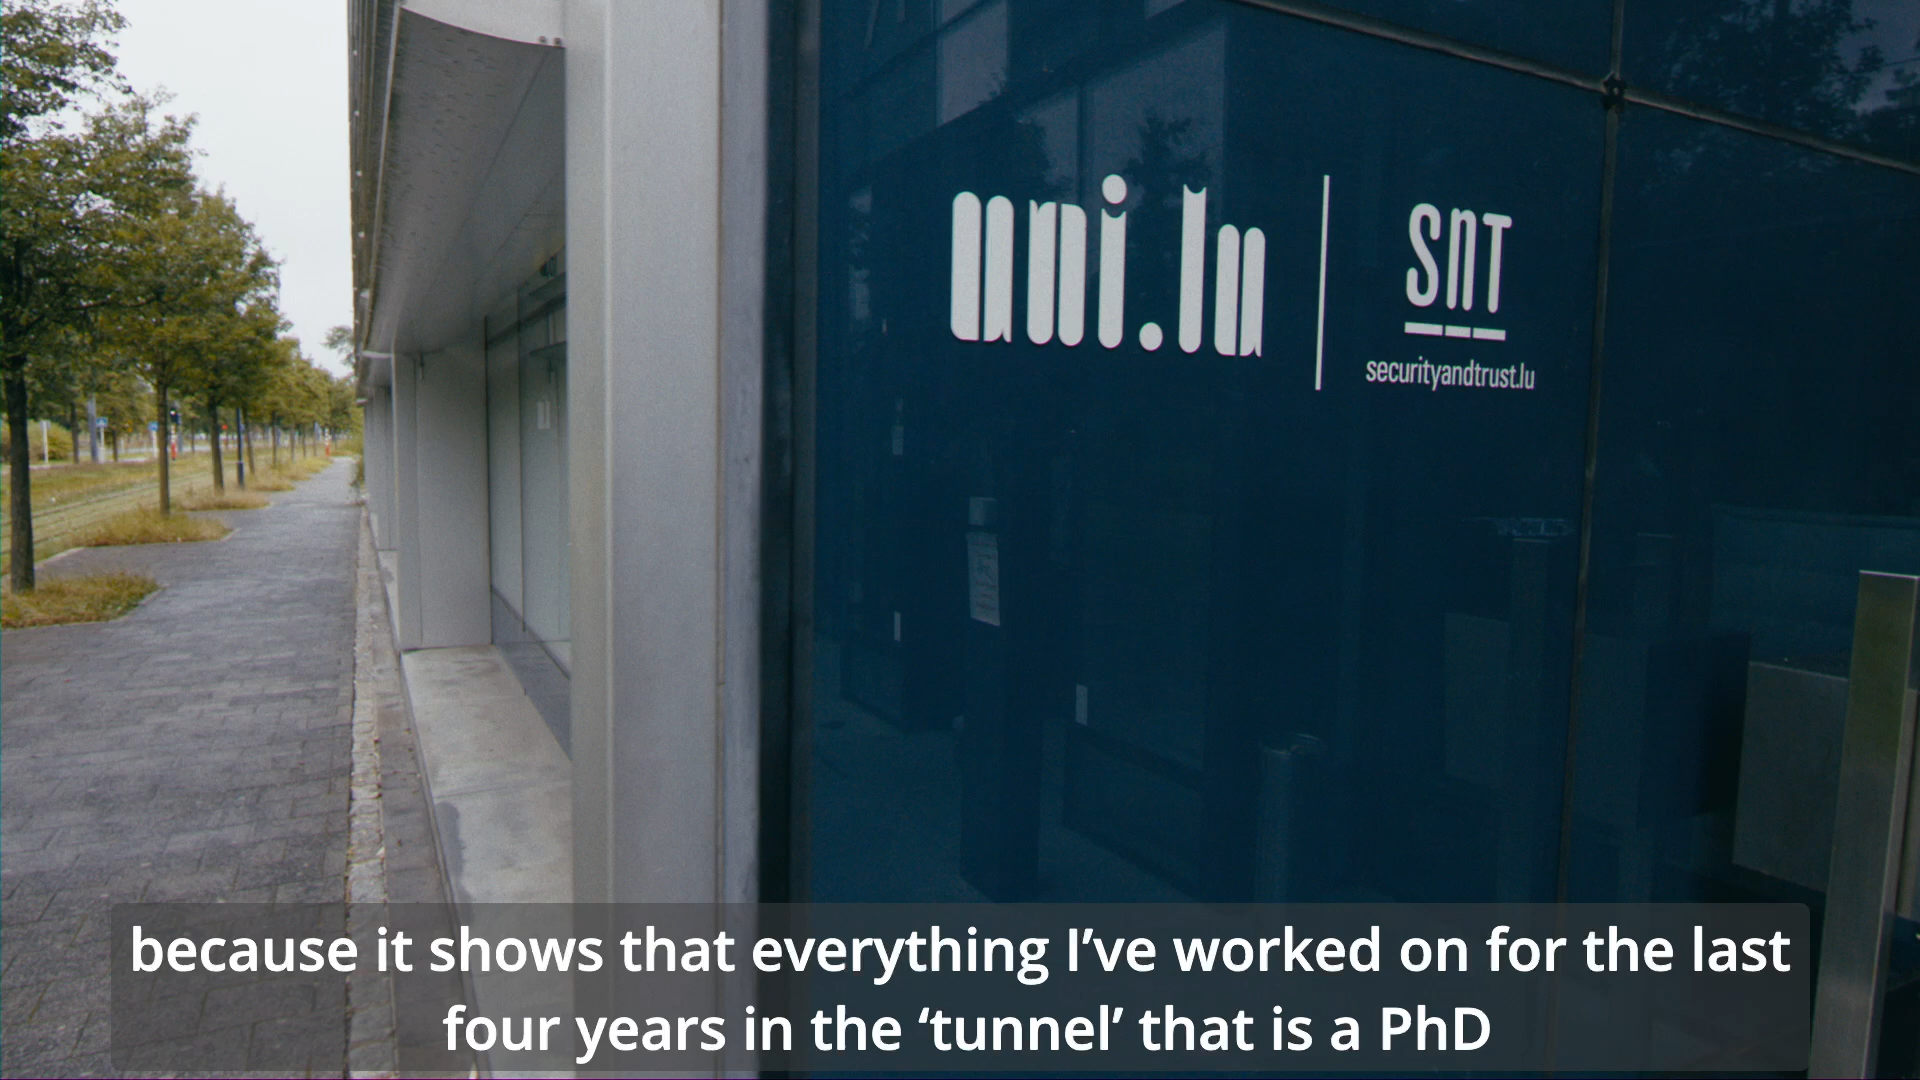 uni.lu
SNT
securityandtrust.lu
because it shows that everything I’ve worked on for the last
four years in the ‘tunnel’ that is a PhD